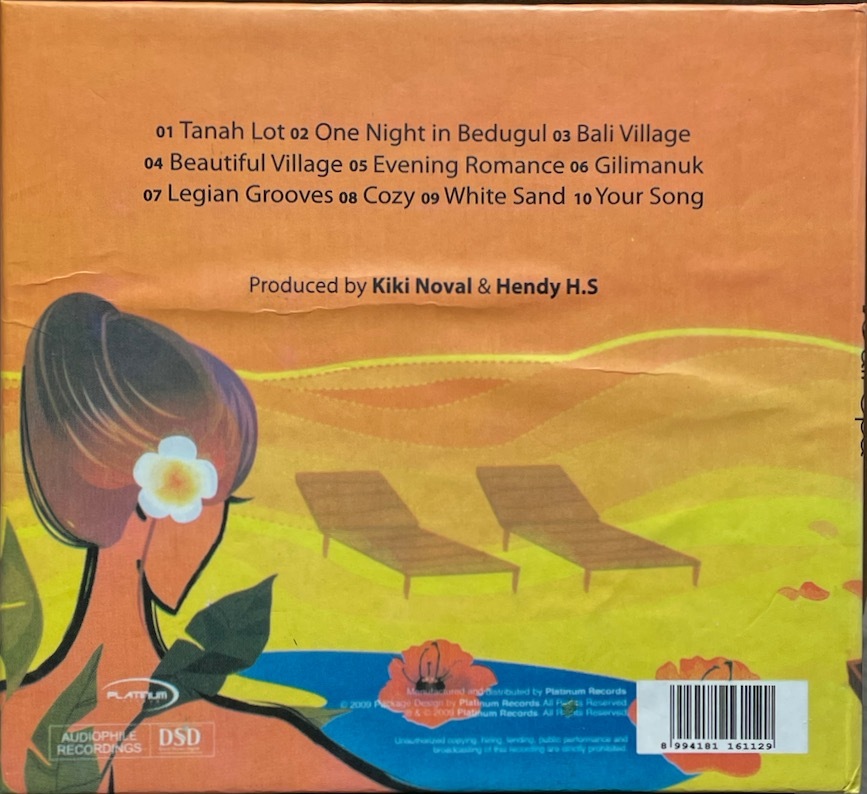 01 Tanah Lot 02 One Night in Bedugul 03 Bali Village
04 Beautiful Village 05 Evening Romance 06 Gilimanuk
07 Legian Grooves 08 Cozy 09 White Sand 10 Your Song
Produced by Kiki Noval & Hendy H.S
PLATINUM
AUDIOPHILE
RECORDINGS
DSD
Manufactured and distributed by Platinum Records
© 2009 Package Design by Platinum Records. All Rights Reserved
& © 2009 Platinum Records. All Rights Reserved
Unauthorized copying, hiring, lending, public performance and
broadcasting of this recording are strictly prohibited.
8 994181 161129